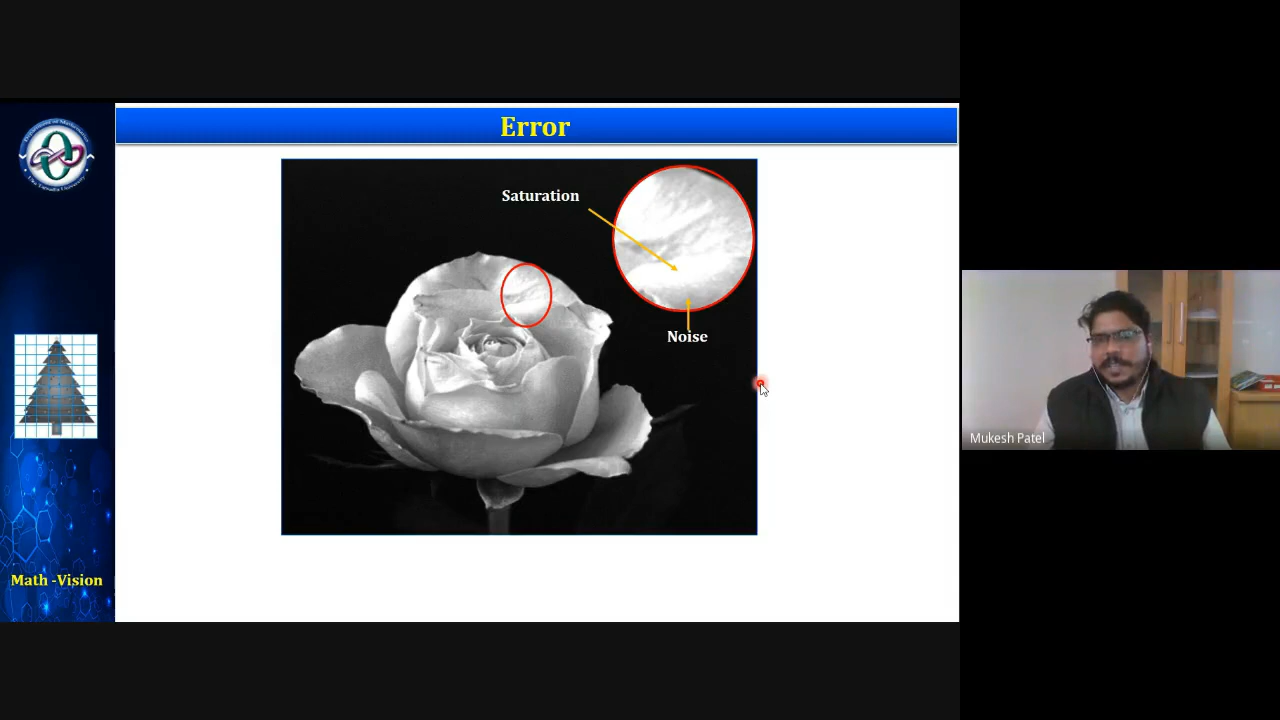 Error
Saturation
Noise
Math -Vision
Mukesh Patel